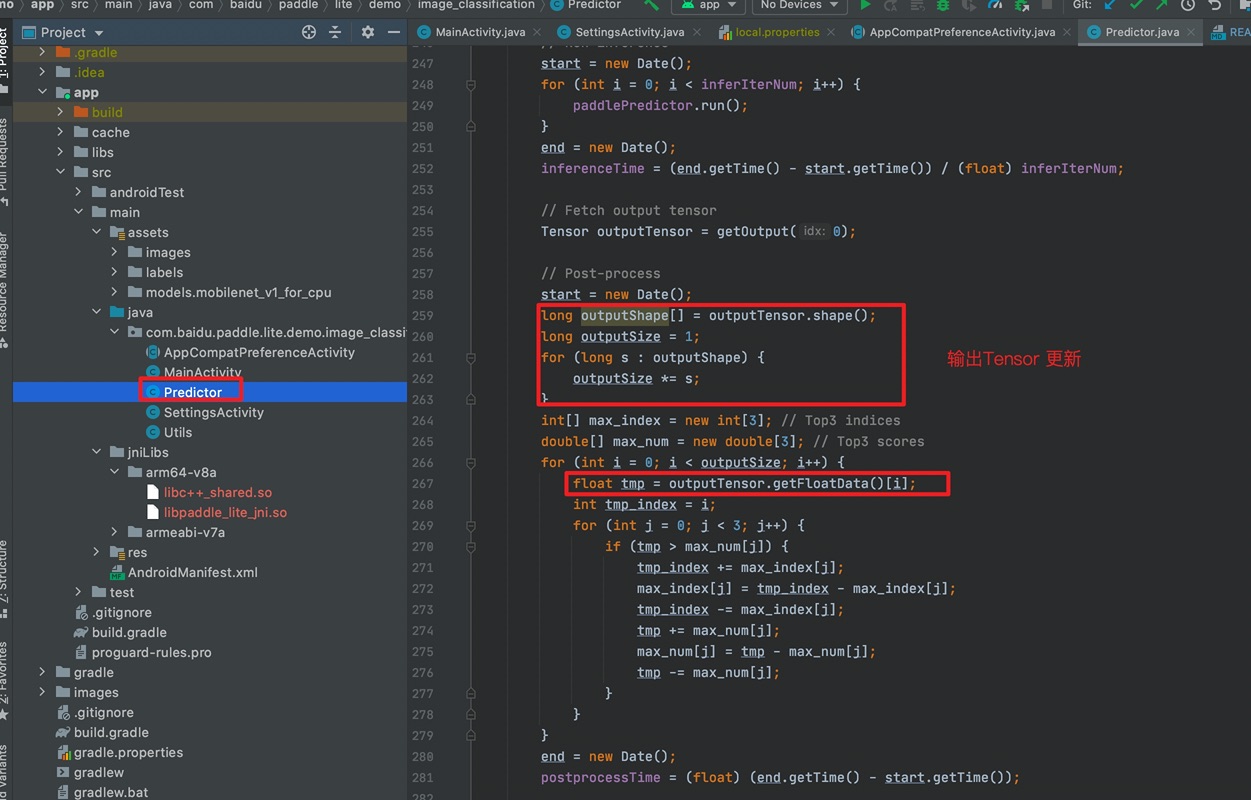 mo
app
src
main
java
com
baidu
paddle
lite
demo
image_classification
Predictor
app
No Devices
Git:
Project
MainActivity.java
SettingsActivity.java
local.properties
AppCompatPreferenceActivity.java
Predictor.java
REA
1: Project
Pull Requests
Resource Manager
Z: Structure
2: Favorites
.gradle
.idea
app
build
cache
libs
src
androidTest
main
assets
images
labels
models.mobilenet_v1_for_cpu
java
com.baidu.paddle.lite.demo.image_classi
AppCompatPreferenceActivity
MainActivity
Predictor
SettingsActivity
Utils
jniLibs
arm64-v8a
libc++_shared.so
libpaddle_lite_jni.so
armeabi-v7a
res
AndroidManifest.xml
test
.gitignore
build.gradle
proguard-rules.pro
gradle
images
.gitignore
build.gradle
gradle.properties
gradlew
gradlew.bat
247 start = new Date();
248 for (int i = 0; i < inferIterNum; i++) {
249 paddlePredictor.run();
250 }
251 end = new Date();
252 inferenceTime = (end.getTime() - start.getTime()) / (float) inferIterNum;
253
254 // Fetch output tensor
255 Tensor outputTensor = getOutput( idx: 0);
256
257 // Post-process
258 start = new Date();
259 long outputShape[] = outputTensor.shape();
260 long outputSize = 1;
261 for (long s : outputShape) {
262 outputSize *= s;
263 }
输出Tensor 更新
264 int[] max_index = new int[3]; // Top3 indices
265 double[] max_num = new double[3]; // Top3 scores
266 for (int i = 0; i < outputSize; i++) {
267 float tmp = outputTensor.getFloatData()[i];
268 int tmp_index = i;
269 for (int j = 0; j < 3; j++) {
270 if (tmp > max_num[j]) {
271 tmp_index += max_index[j];
272 max_index[j] = tmp_index - max_index[j];
273 tmp_index -= max_index[j];
274 tmp += max_num[j];
275 max_num[j] = tmp - max_num[j];
276 tmp -= max_num[j];
277 }
278 }
279 }
280 end = new Date();
281 postprocessTime = (float) (end.getTime() - start.getTime());
282